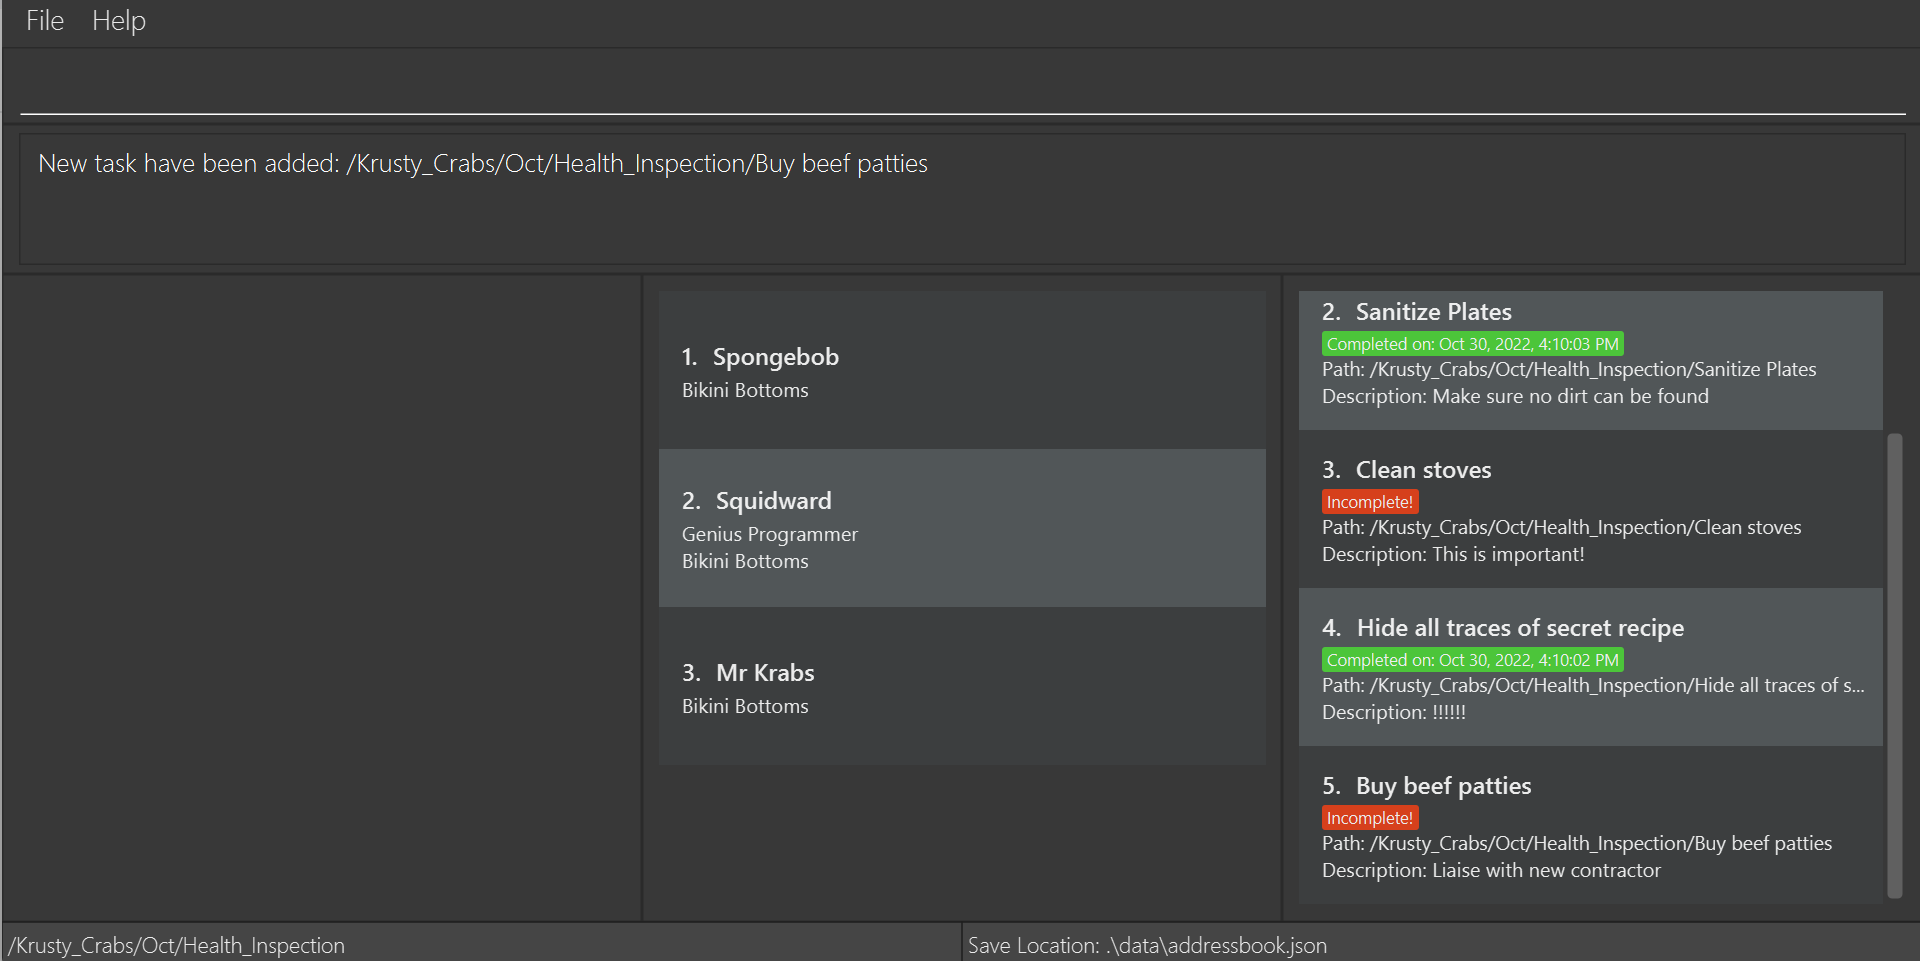 File Help
New task have been added: /Krusty_Crabs/Oct/Health_Inspection/Buy beef patties
1. Spongebob
Bikini Bottoms
2. Squidward
Genius Programmer
Bikini Bottoms
3. Mr Krabs
Bikini Bottoms
2. Sanitize Plates
Completed on: Oct 30, 2022, 4:10:03 PM
Path: /Krusty_Crabs/Oct/Health_Inspection/Sanitize Plates
Description: Make sure no dirt can be found
3. Clean stoves
Incomplete!
Path: /Krusty_Crabs/Oct/Health_Inspection/Clean stoves
Description: This is important!
4. Hide all traces of secret recipe
Completed on: Oct 30, 2022, 4:10:02 PM
Path: /Krusty_Crabs/Oct/Health_Inspection/Hide all traces of s...
Description: !!!!!!
5. Buy beef patties
Incomplete!
Path: /Krusty_Crabs/Oct/Health_Inspection/Buy beef patties
Description: Liaise with new contractor
/Krusty_Crabs/Oct/Health_Inspection
Save Location: .\data\addressbook.json